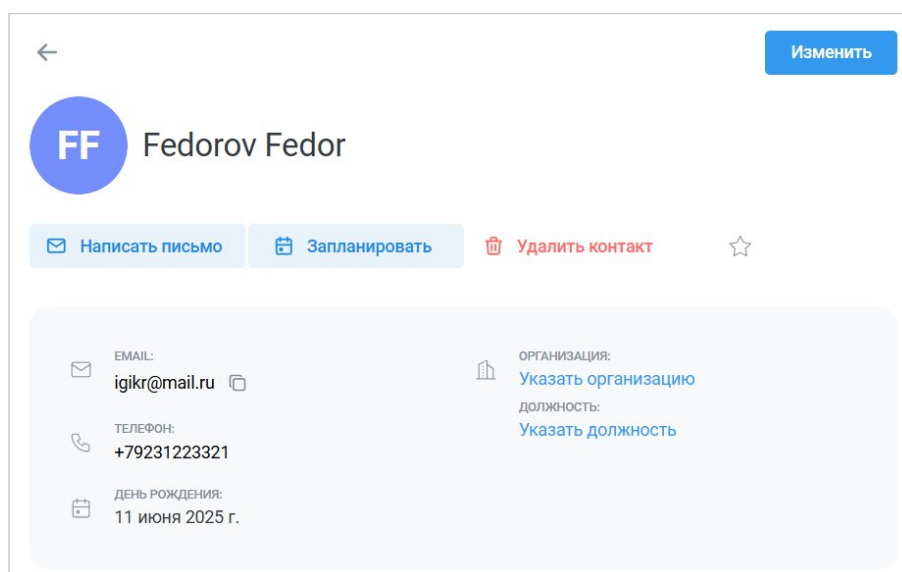 Изменить
FF
Fedorov Fedor
Написать письмо Запланировать Удалить контакт
EMAIL:
igikr@mail.ru
ТЕЛЕФОН:
+79231223321
ДЕНЬ РОЖДЕНИЯ:
11 июня 2025 г.
ОРГАНИЗАЦИЯ:
Указать организацию
ДОЛЖНОСТЬ:
Указать должность